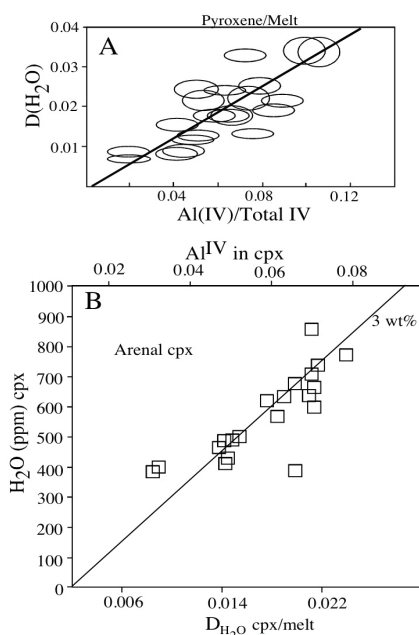 Pyroxene/Melt
A
0.04
0.03
0.02
0.01
D(H₂O)
0.04 0.08 0.12
Al(IV)/Total IV
Al^IV in cpx
0.02 0.04 0.06 0.08
B
1000
900
800
700
600
500
400
300
200
100
0
H₂O (ppm) cpx
Arenal cpx
3 wt%
0.006 0.014 0.022
D_H₂O cpx/melt